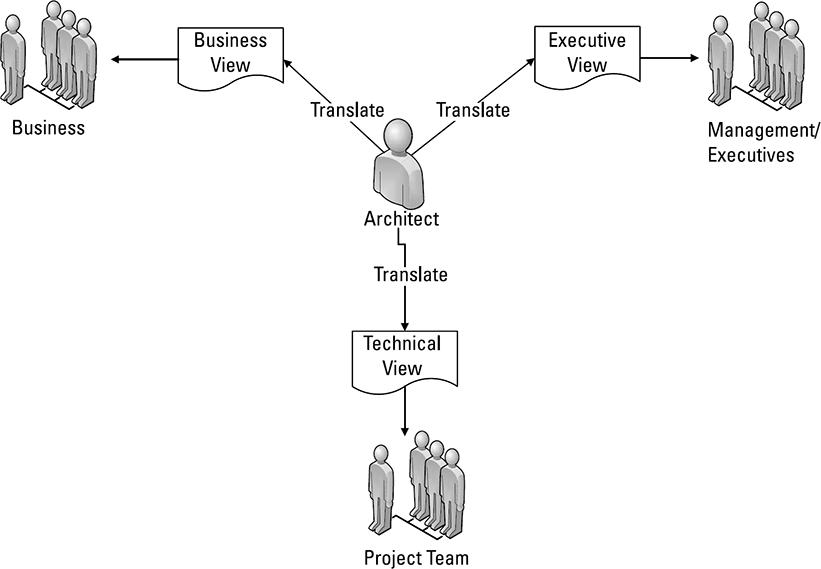 Business
View
Executive
View
Translate
Translate
Business
Management/
Executives
Architect
Translate
Technical
View
Project Team